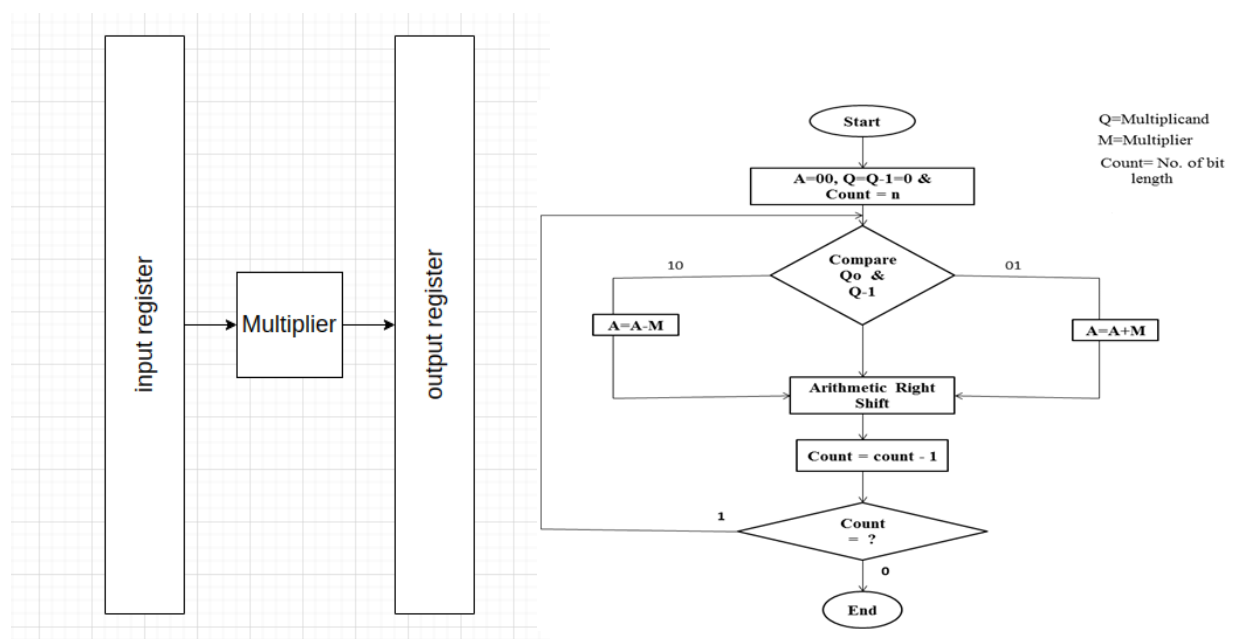 input register
Multiplier
output register
Start
A=00, Q=Q-1=0 &
Count = n
Compare
Qo &
Q-1
10
01
A=A-M
A=A+M
Arithmetic Right
Shift
Count = count - 1
Count
= ?
1
0
End
Q=Multiplicand
M=Multiplier
Count= No. of bit
length